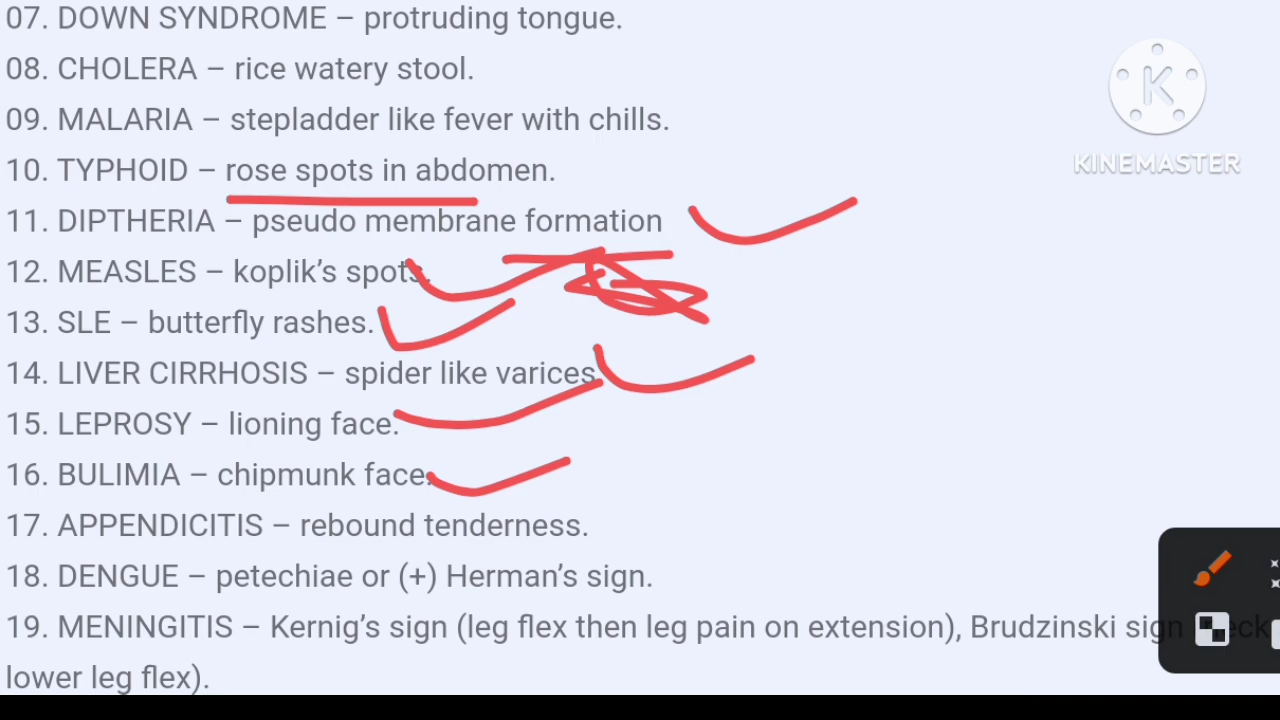 07. DOWN SYNDROME – protruding tongue.
08. CHOLERA – rice watery stool.
09. MALARIA – stepladder like fever with chills.
10. TYPHOID – rose spots in abdomen.
11. DIPTHERIA – pseudo membrane formation
12. MEASLES – koplik’s spots.
13. SLE – butterfly rashes.
14. LIVER CIRRHOSIS – spider like varices.
15. LEPROSY – lioning face.
16. BULIMIA – chipmunk face.
17. APPENDICITIS – rebound tenderness.
18. DENGUE – petechiae or (+) Herman’s sign.
19. MENINGITIS – Kernig’s sign (leg flex then leg pain on extension), Brudzinski sign
lower leg flex).
K
KINEMASTER